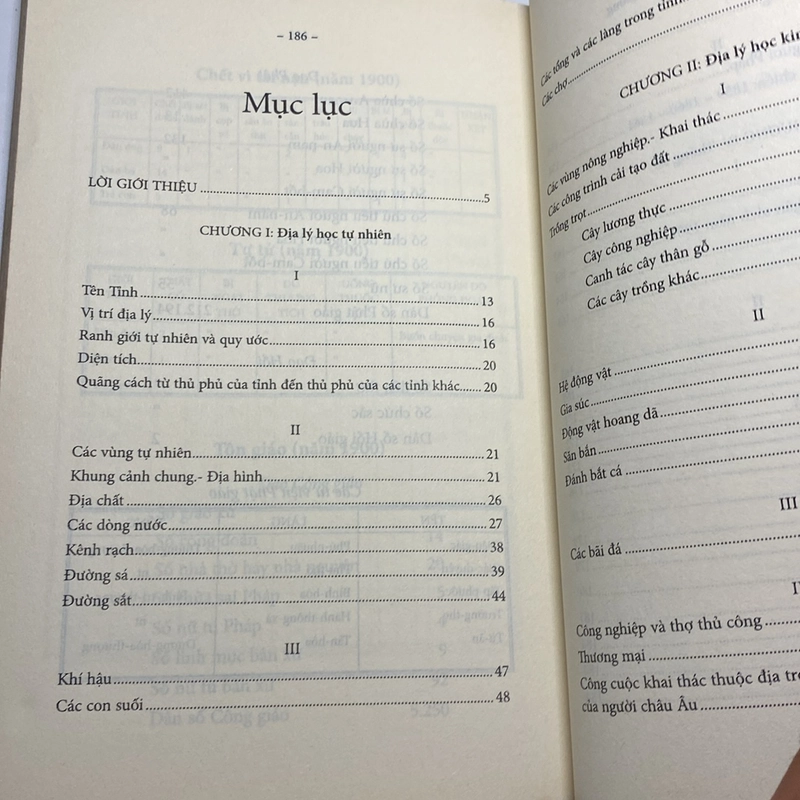 – 186 –
Mục lục
LỜI GIỚI THIỆU ........ 5
CHƯƠNG I: Địa lý học tự nhiên
I
Tên Tỉnh ........ 13
Vị trí địa lý ........ 16
Ranh giới tự nhiên và quy ước ........ 16
Diện tích ........ 20
Quãng cách từ thủ phủ của tỉnh đến thủ phủ của các tỉnh khác ...... 20
II
Các vùng tự nhiên ........ 21
Khung cảnh chung.- Địa hình ........ 21
Địa chất ........ 26
Các dòng nước ........ 27
Kênh rạch ........ 38
Đường sá ........ 39
Đường sắt ........ 44
III
Khí hậu ........ 47
Các con suối ........ 48
Các tổng và các làng trong tỉnh
Các chợ ........
CHƯƠNG II: Địa lý học
I
Các vùng nông nghiệp.- Khai thác ........
Các công trình cải tạo đất ........
Trồng trọt ........
Cây lương thực ........
Cây công nghiệp ........
Canh tác cây thân gỗ ........
Các cây trồng khác ........
II
Hệ động vật ........
Gia súc ........
Động vật hoang dã ........
Săn bắn ........
Đánh bắt cá ........
III
Các bãi đá ........
Công nghiệp và thợ thủ công ........
Thương mại ........
Công cuộc khai thác thuộc địa
của người châu Âu ........